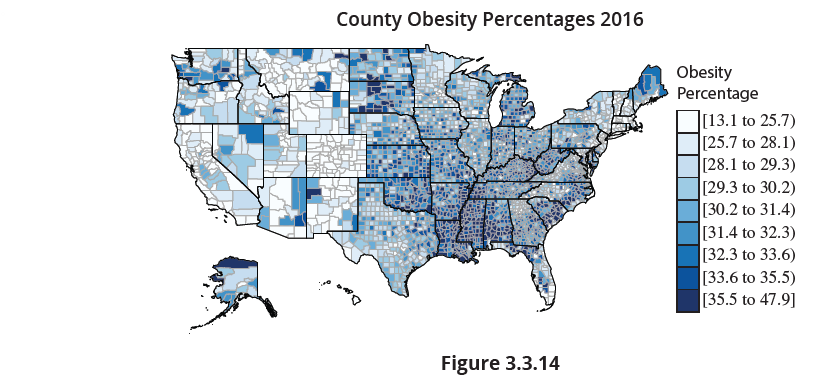 County Obesity Percentages 2016
Obesity
Percentage
[13.1 to 25.7)
[25.7 to 28.1)
[28.1 to 29.3)
[29.3 to 30.2)
[30.2 to 31.4)
[31.4 to 32.3)
[32.3 to 33.6)
[33.6 to 35.5)
[35.5 to 47.9]
Figure 3.3.14